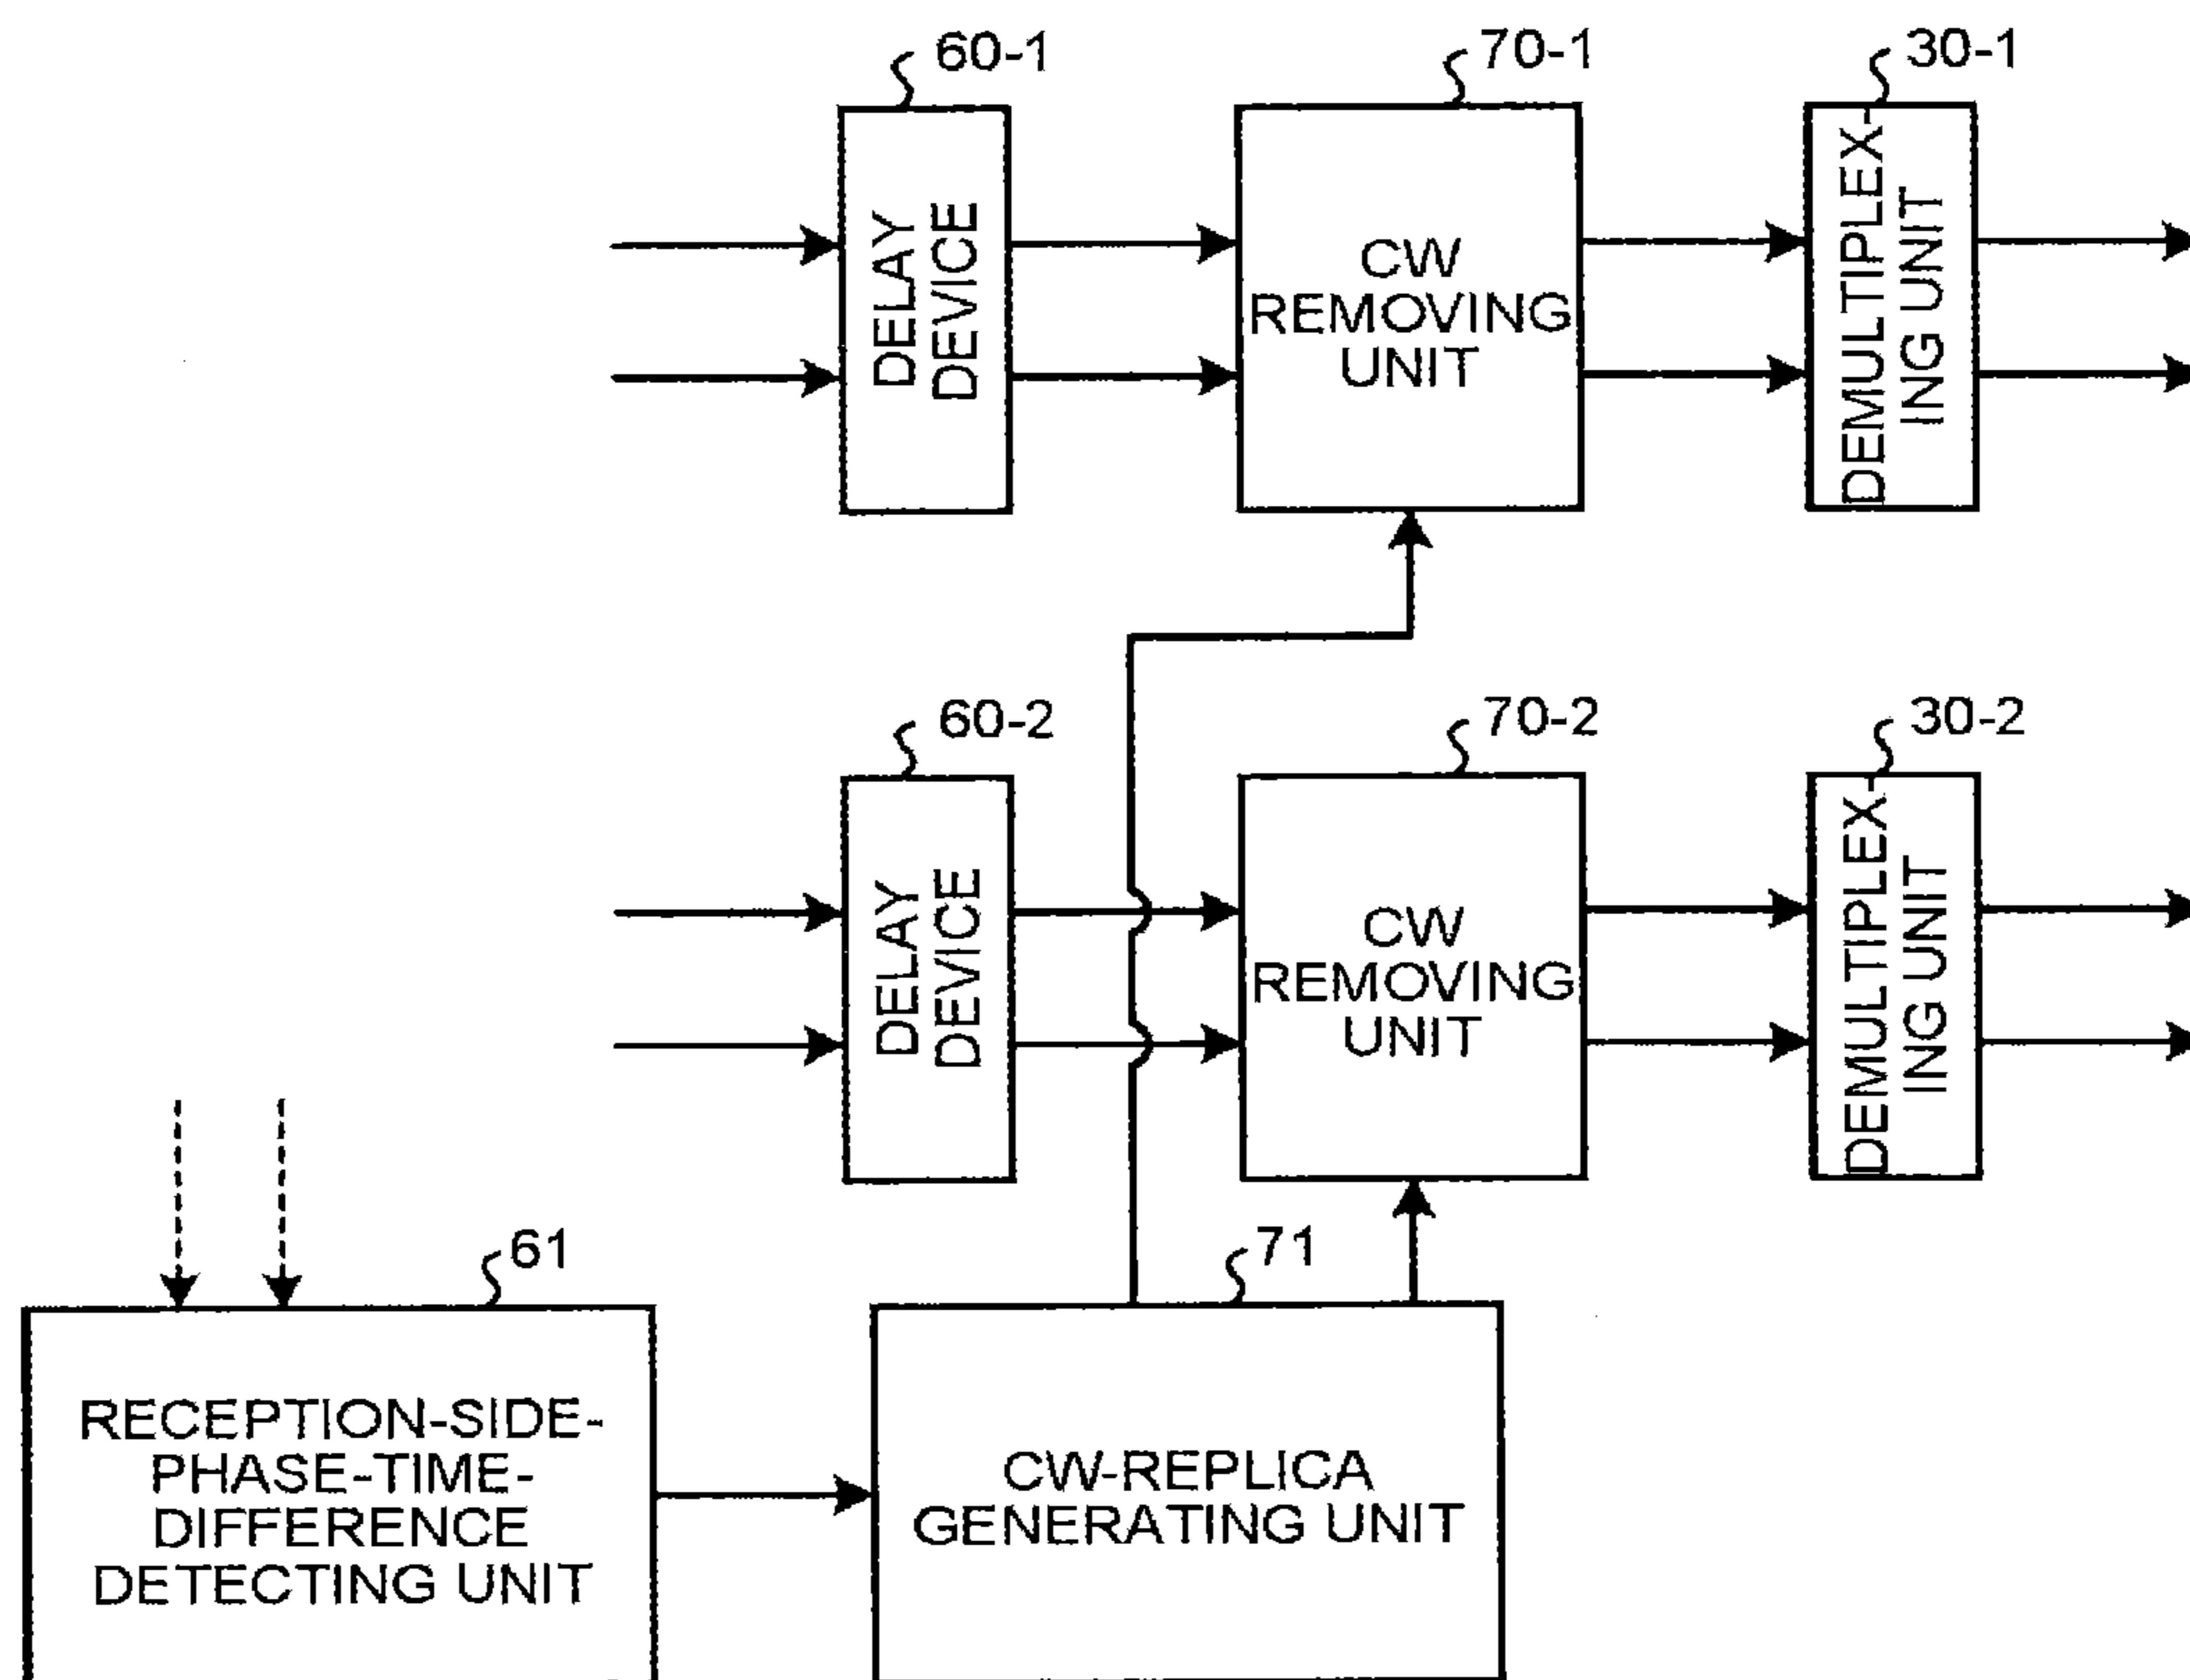 60-1
70-1
30-1
DELAY
DEVICE
CW
REMOVING
UNIT
DEMULTIPLEX-
ING UNIT
60-2
70-2
30-2
DELAY
DEVICE
CW
REMOVING
UNIT
DEMULTIPLEX-
ING UNIT
61
71
RECEPTION-SIDE-
PHASE-TIME-
DIFFERENCE
DETECTING UNIT
CW-REPLICA
GENERATING UNIT